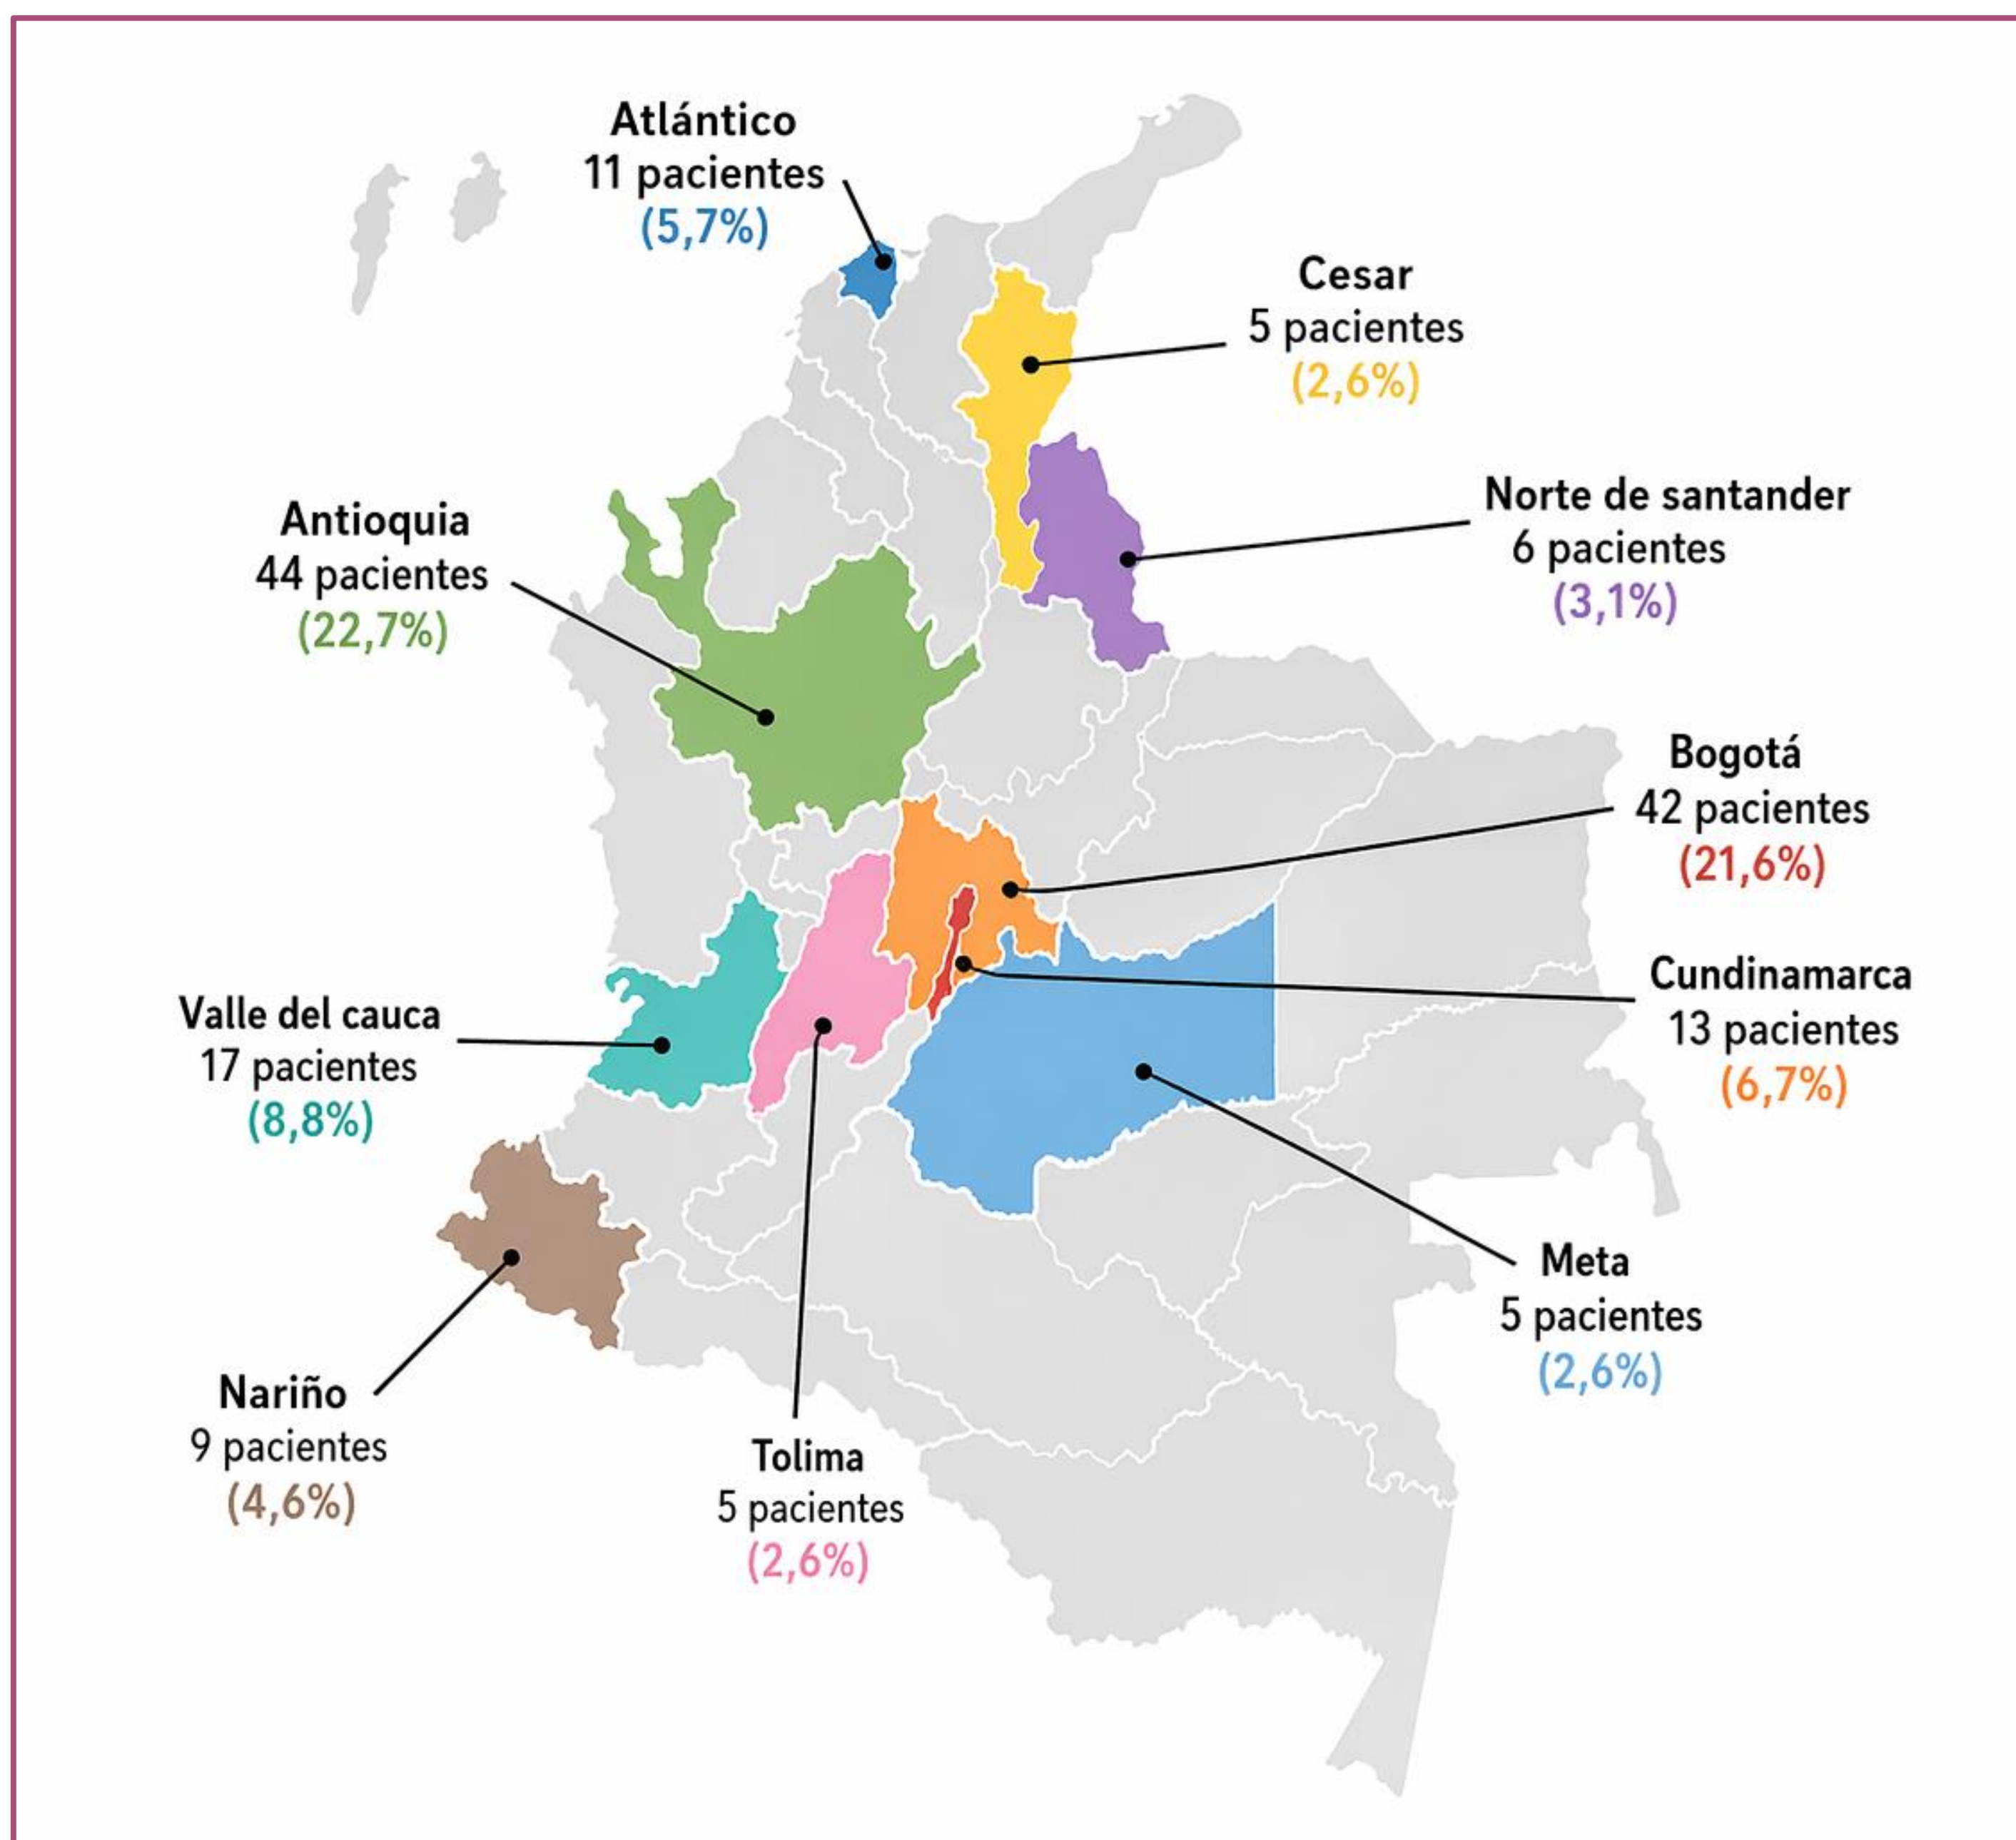 Atlántico
11 pacientes
(5,7%)
Cesar
5 pacientes
(2,6%)
Norte de santander
6 pacientes
(3,1%)
Antioquia
44 pacientes
(22,7%)
Bogotá
42 pacientes
(21,6%)
Cundinamarca
13 pacientes
(6,7%)
Valle del cauca
17 pacientes
(8,8%)
Meta
5 pacientes
(2,6%)
Nariño
9 pacientes
(4,6%)
Tolima
5 pacientes
(2,6%)